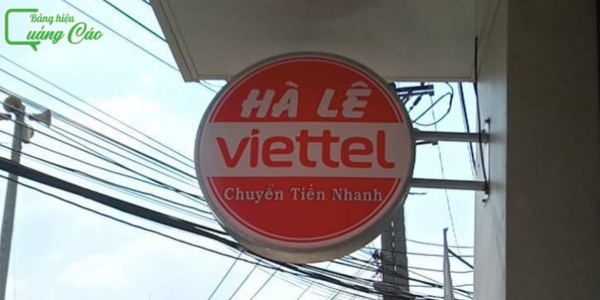 Bảng hiệu
Quảng Cáo
HÀ LÊ
viettel
Chuyển Tiền Nhanh